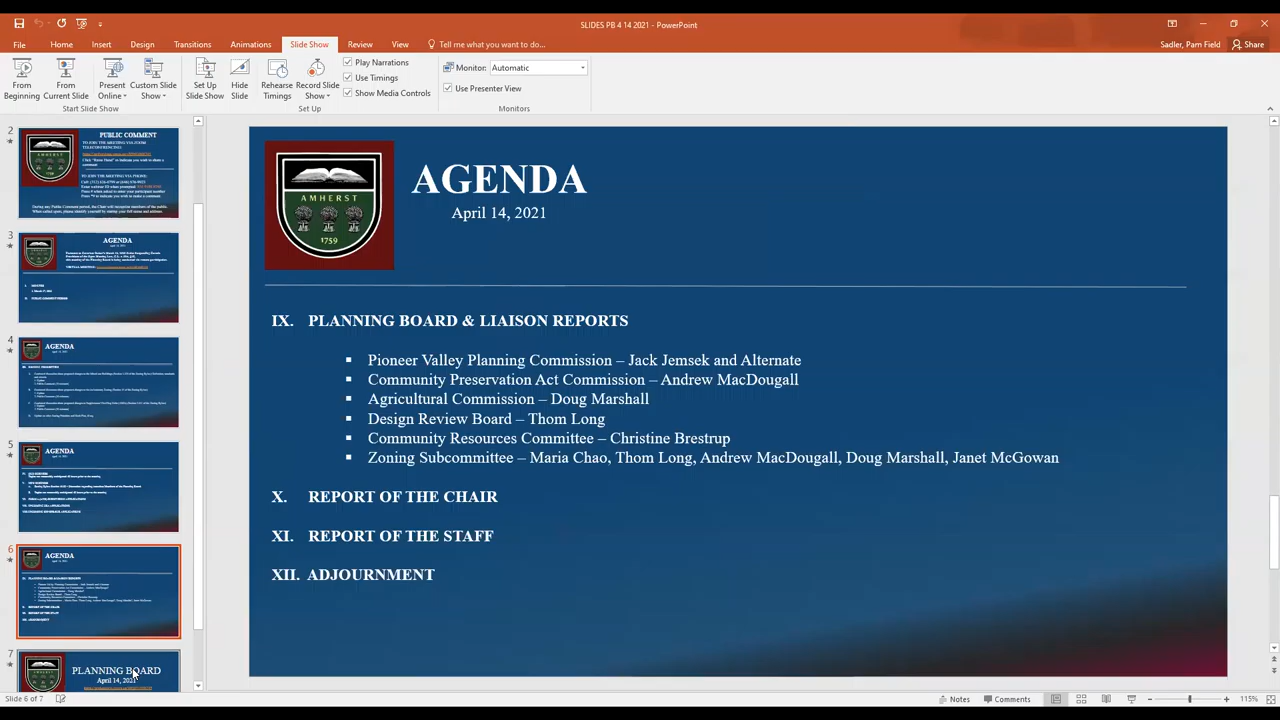 SLIDES PB 4 14 2021 - PowerPoint
File Home Insert Design Transitions Animations Slide Show Review View Tell me what you want to do...
Sadler, Pam Field Share
From Beginning
From Current Slide
Present Online
Custom Slide Show
Start Slide Show
Set Up Slide Show
Hide Slide
Rehearse Timings
Record Slide Show
Play Narrations
Use Timings
Show Media Controls
Set Up
Monitor: Automatic
Use Presenter View
Monitors
2
PUBLIC COMMENT
3
AGENDA
4
AGENDA
5
AGENDA
6
AGENDA
7
PLANNING BOARD
April 14, 2021
AMHERST
1759
AGENDA
April 14, 2021
IX. PLANNING BOARD & LIAISON REPORTS
Pioneer Valley Planning Commission – Jack Jemsek and Alternate
Community Preservation Act Commission – Andrew MacDougall
Agricultural Commission – Doug Marshall
Design Review Board – Thom Long
Community Resources Committee – Christine Brestrup
Zoning Subcommittee – Maria Chao, Thom Long, Andrew MacDougall, Doug Marshall, Janet McGowan
X. REPORT OF THE CHAIR
XI. REPORT OF THE STAFF
XII. ADJOURNMENT
Slide 6 of 7
Notes
Comments
115%